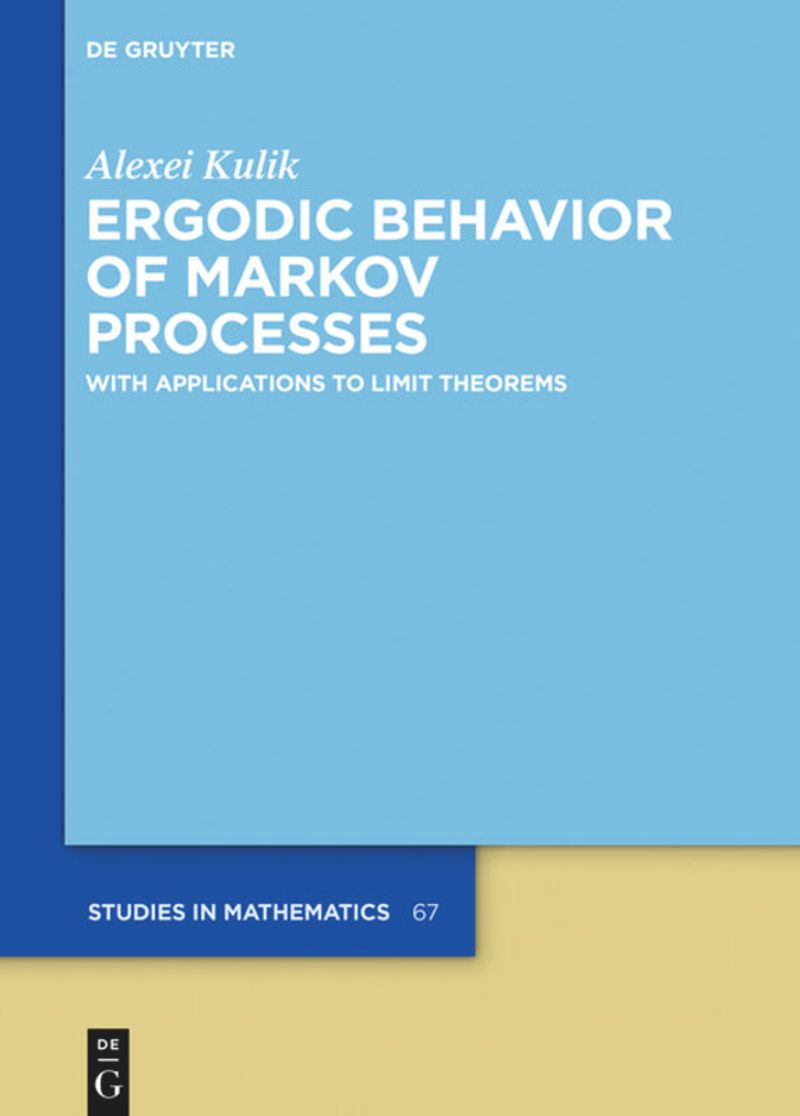 DE GRUYTER
Alexei Kulik
ERGODIC BEHAVIOR
OF MARKOV
PROCESSES
WITH APPLICATIONS TO LIMIT THEOREMS
STUDIES IN MATHEMATICS 67
DE
G